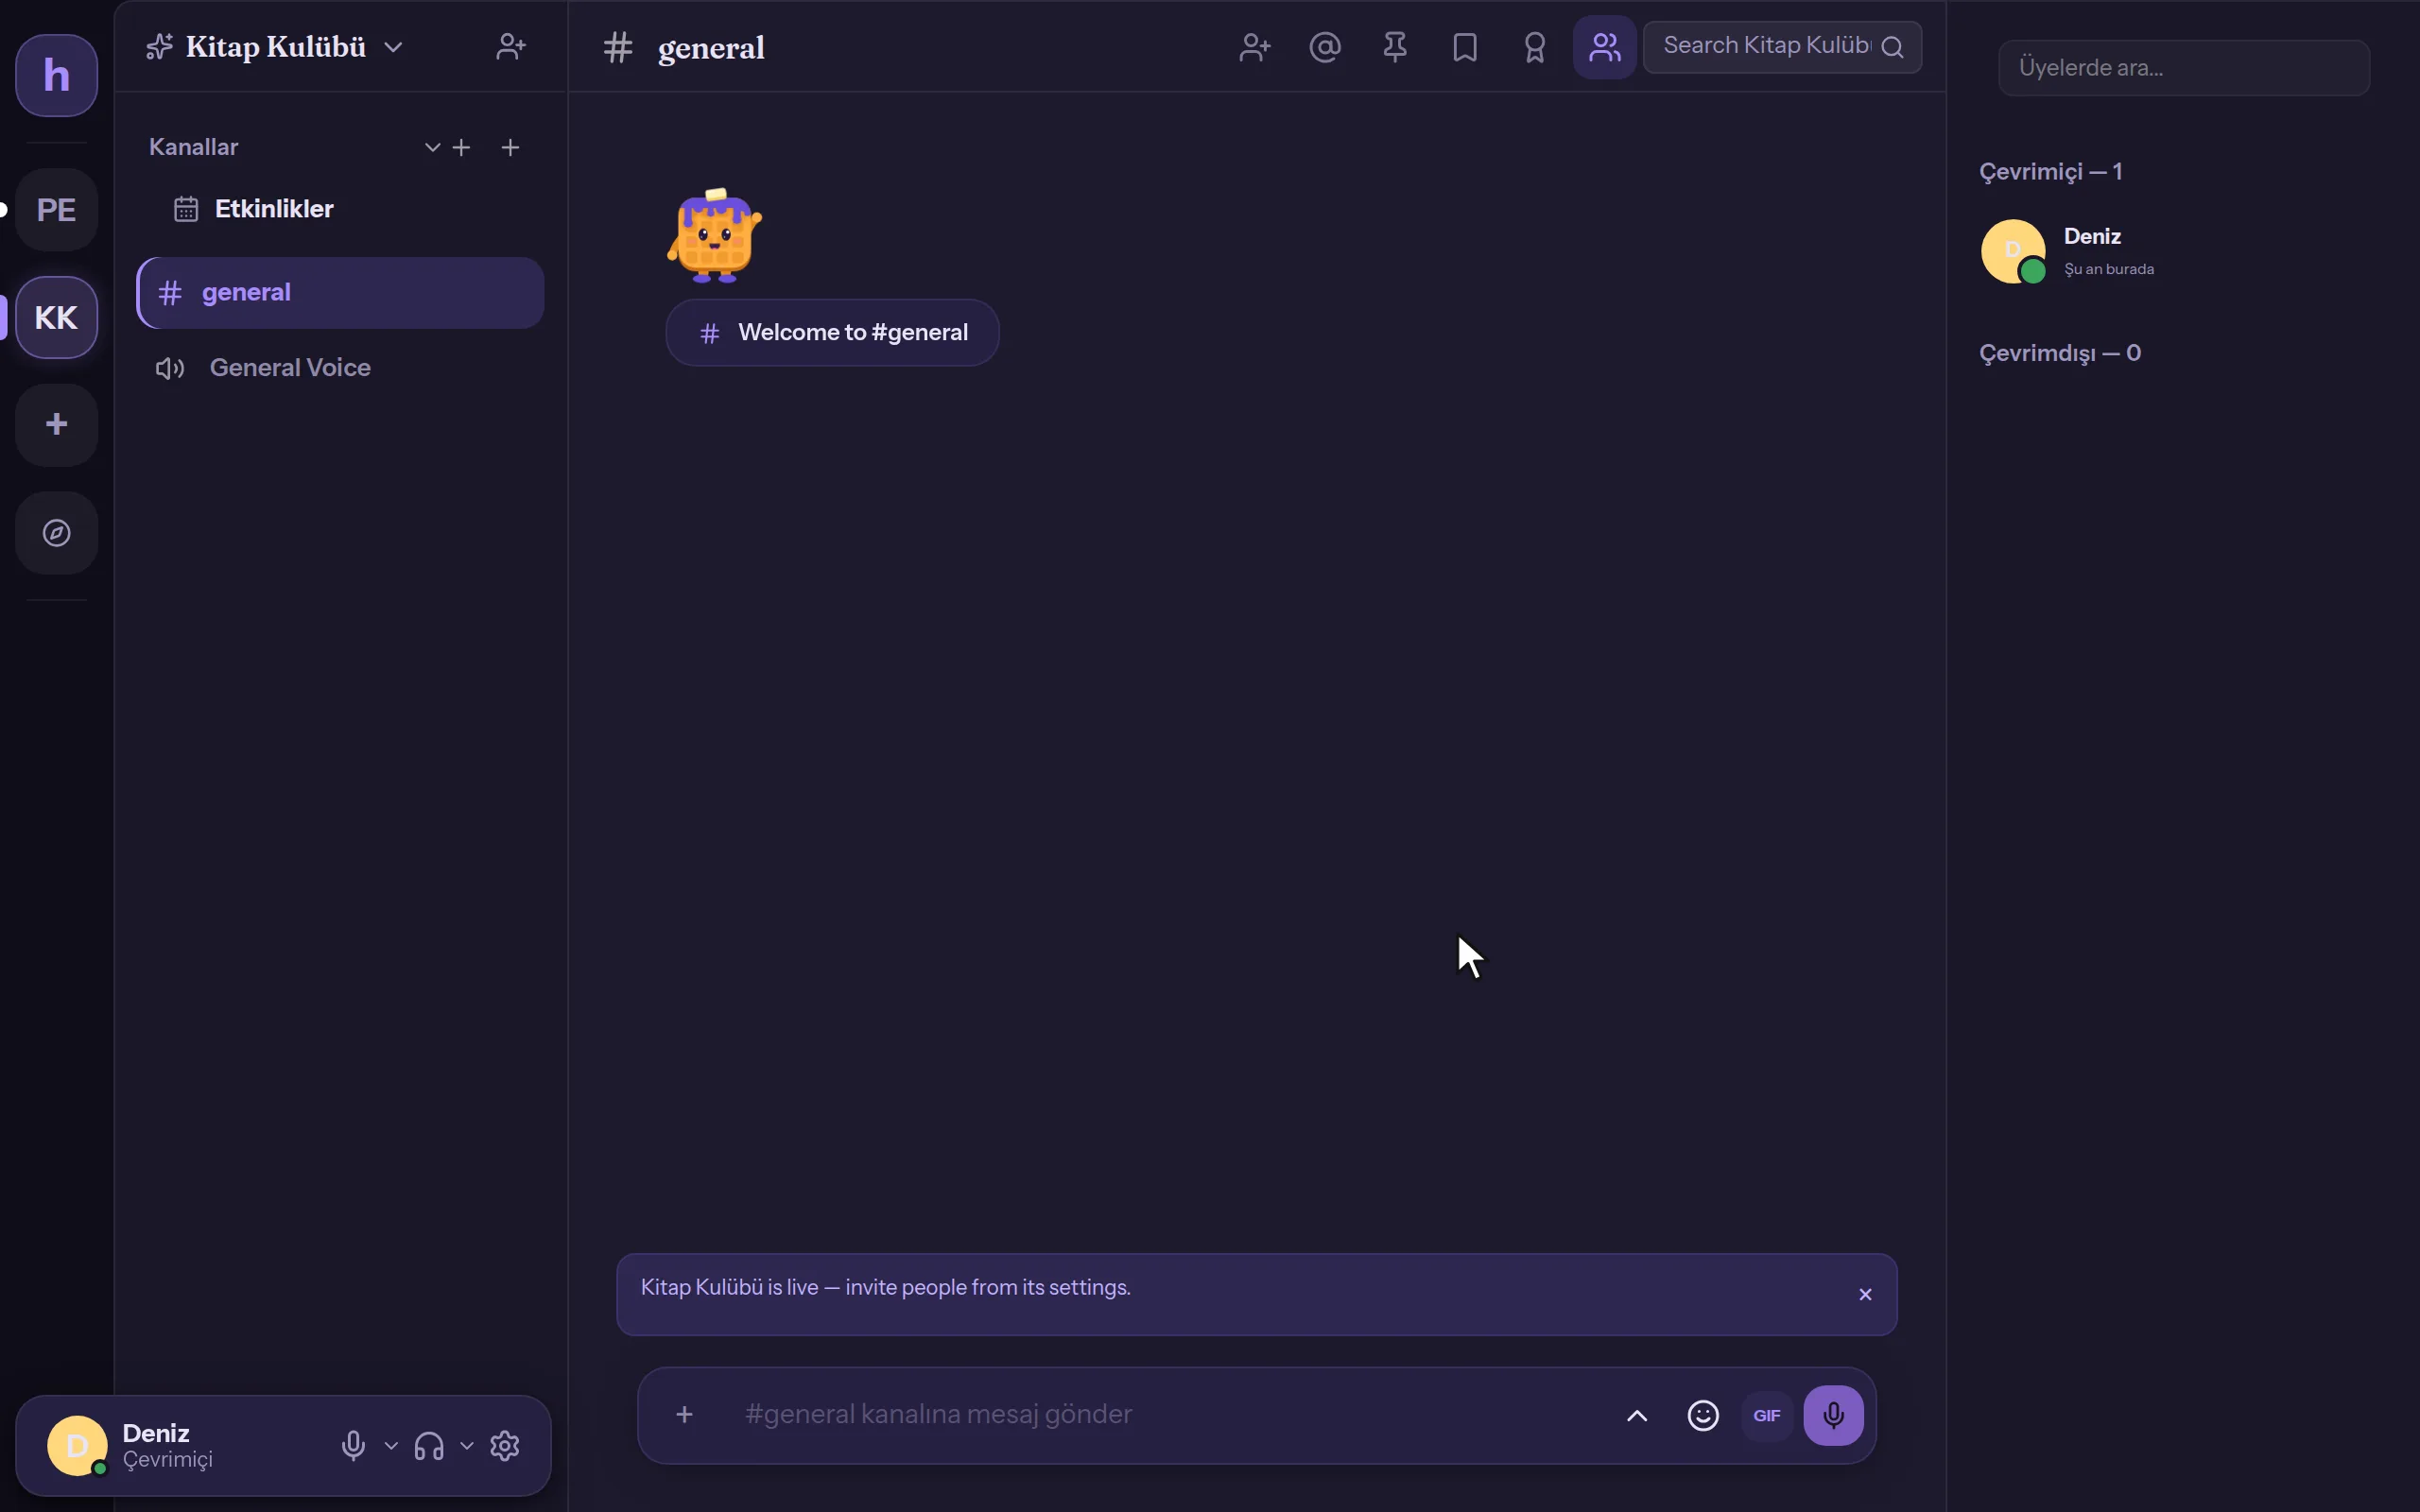 h
PE
KK
Kitap Kulübü
Kanallar
Etkinlikler
general
General Voice
Deniz
Çevrimiçi
general
Search Kitap Kulüb
Welcome to #general
Kitap Kulübü is live — invite people from its settings.
#general kanalına mesaj gönder
GIF
Üyelerde ara...
Çevrimiçi — 1
D
Deniz
Şu an burada
Çevrimdışı — 0
D